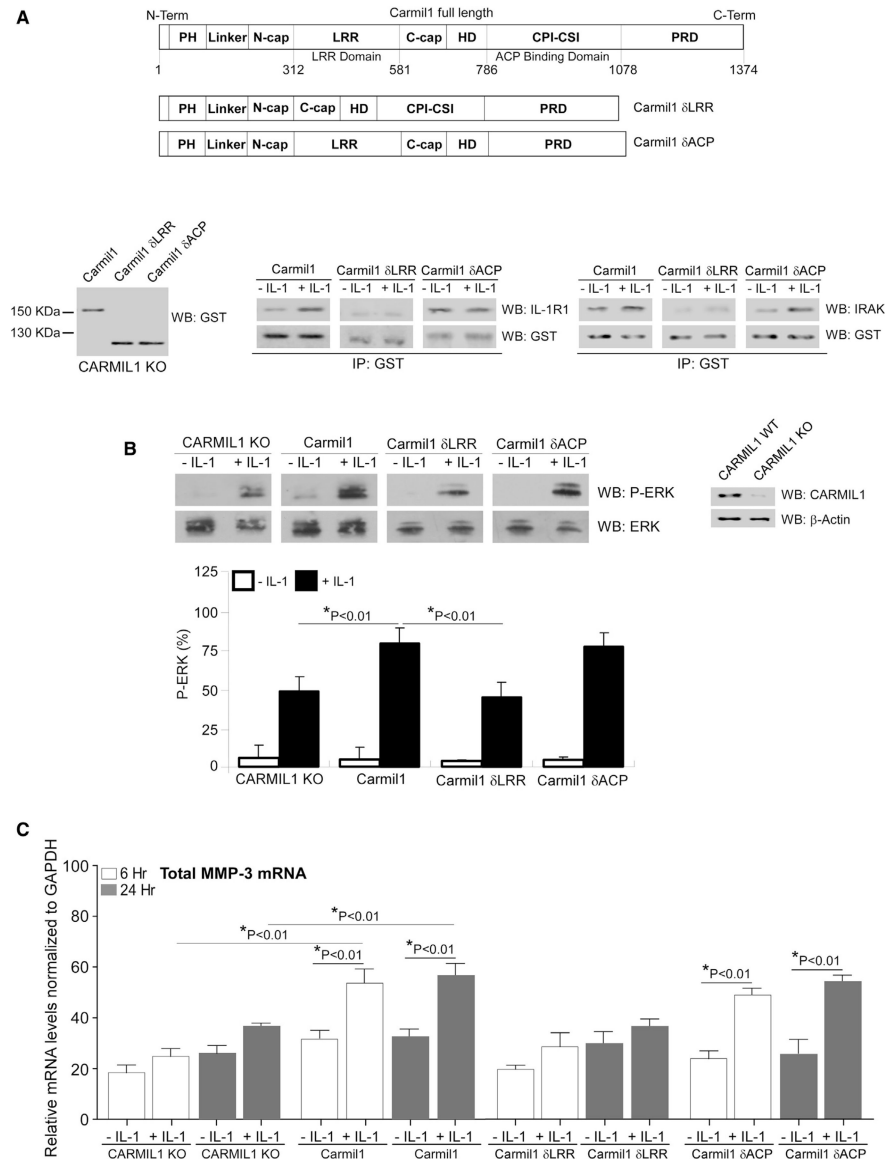 A
N-Term Carmil1 full length C-Term
PH Linker N-cap LRR C-cap HD CPI-CSI PRD
LRR Domain ACP Binding Domain
1 312 581 786 1078 1374
PH Linker N-cap C-cap HD CPI-CSI PRD Carmil1 δLRR
PH Linker N-cap LRR C-cap HD PRD Carmil1 δACP
Carmil1 Carmil1 δLRR Carmil1 δACP
150 KDa
130 KDa
WB: GST
CARMIL1 KO
Carmil1 Carmil1 δLRR Carmil1 δACP
- IL-1 + IL-1 - IL-1 + IL-1 - IL-1 + IL-1
WB: IL-1R1
WB: GST
IP: GST
Carmil1 Carmil1 δLRR Carmil1 δACP
- IL-1 + IL-1 - IL-1 + IL-1 - IL-1 + IL-1
WB: IRAK
WB: GST
IP: GST
B
CARMIL1 KO Carmil1 Carmil1 δLRR Carmil1 δACP
- IL-1 + IL-1 - IL-1 + IL-1 - IL-1 + IL-1 - IL-1 + IL-1
WB: P-ERK
WB: ERK
CARMIL1 WT CARMIL1 KO
WB: CARMIL1
WB: β-Actin
P-ERK (%)
125
100
75
50
25
0
- IL-1 + IL-1
*P<0.01 *P<0.01
CARMIL1 KO Carmil1 Carmil1 δLRR Carmil1 δACP
C
Relative mRNA levels normalized to GAPDH
100
80
60
40
20
0
6 Hr Total MMP-3 mRNA
24 Hr
*P<0.01
*P<0.01
*P<0.01 *P<0.01 *P<0.01 *P<0.01
- IL-1 + IL-1 - IL-1 + IL-1 - IL-1 + IL-1 - IL-1 + IL-1 - IL-1 + IL-1 - IL-1 + IL-1 - IL-1 + IL-1 - IL-1 + IL-1
CARMIL1 KO CARMIL1 KO Carmil1 Carmil1 Carmil1 δLRR Carmil1 δLRR Carmil1 δACP Carmil1 δACP